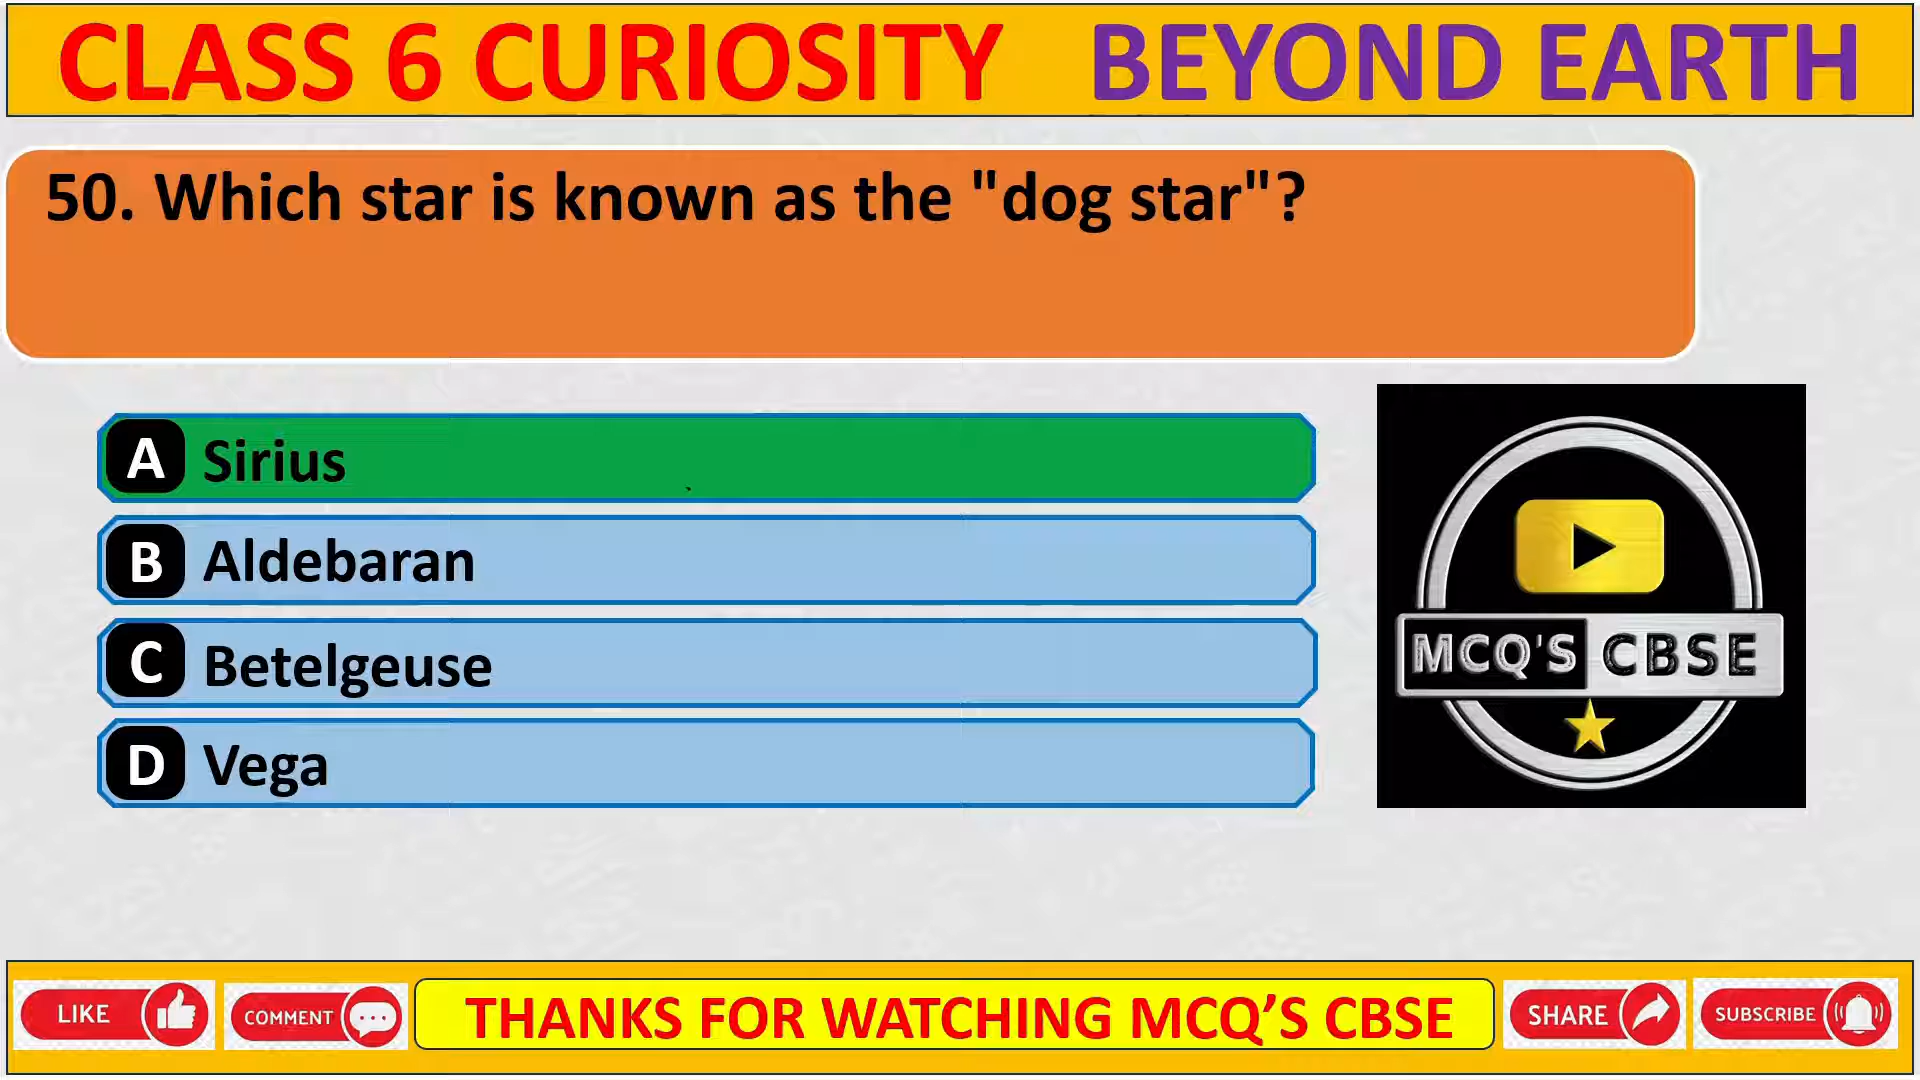 CLASS 6 CURIOSITY BEYOND EARTH
50. Which star is known as the "dog star"?
A Sirius
B Aldebaran
C Betelgeuse
D Vega
MCQ'S CBSE
LIKE
COMMENT
THANKS FOR WATCHING MCQ’S CBSE
SHARE
SUBSCRIBE